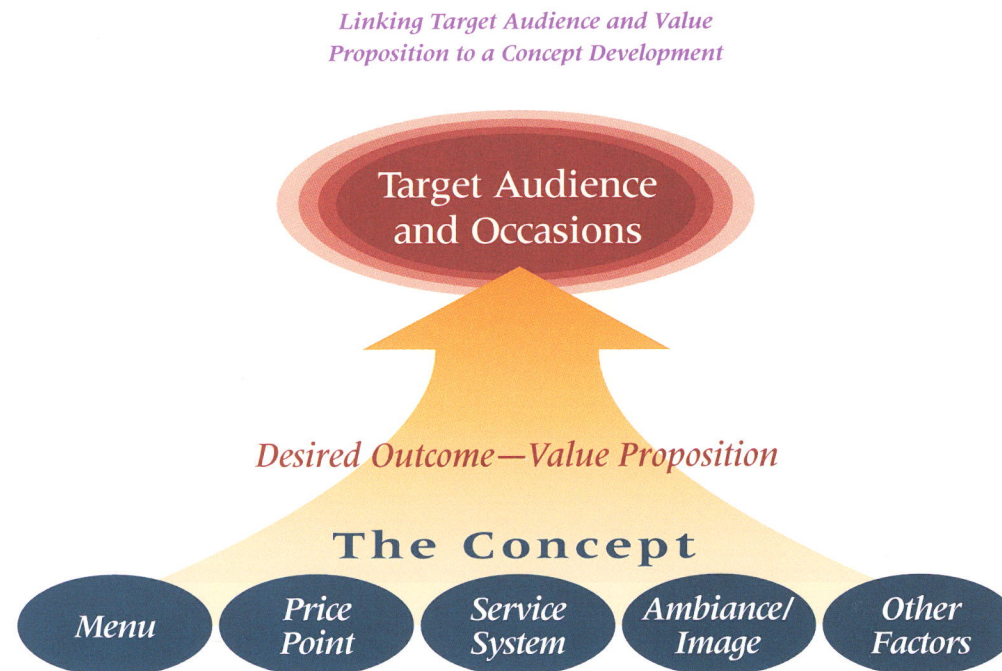 Linking Target Audience and Value
Proposition to a Concept Development
Target Audience
and Occasions
Desired Outcome—Value Proposition
The Concept
Menu
Price
Point
Service
System
Ambiance/
Image
Other
Factors